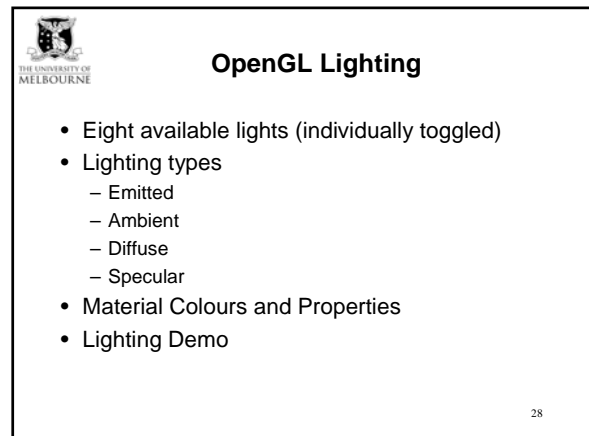 THE UNIVERSITY OF
MELBOURNE
OpenGL Lighting
• Eight available lights (individually toggled)
• Lighting types
– Emitted
– Ambient
– Diffuse
– Specular
• Material Colours and Properties
• Lighting Demo
28